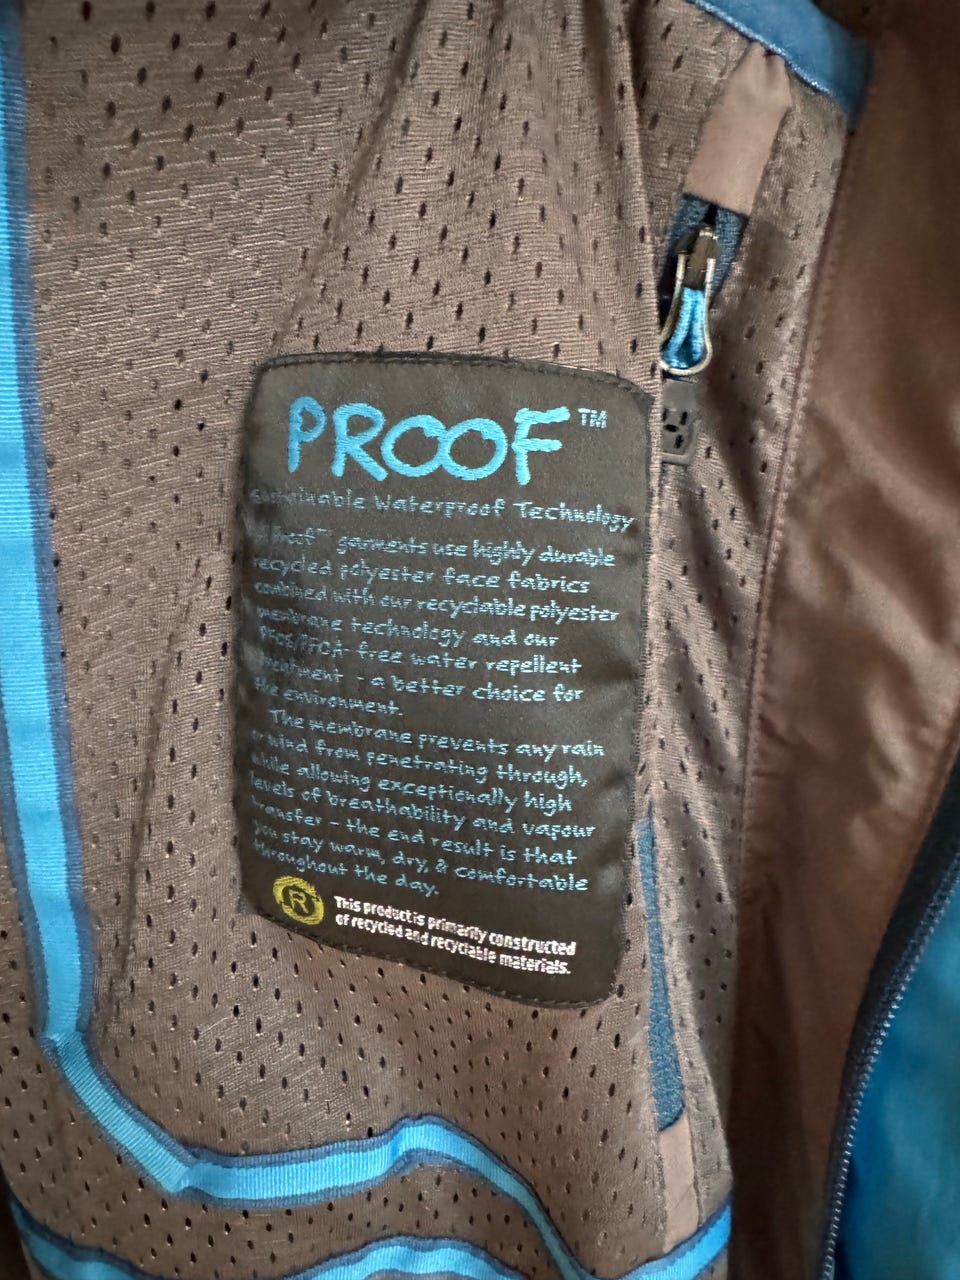 PROOF™
Sustainable Waterproof Technology
All Proof™ garments use highly durable
recycled polyester face fabrics
combined with our recyclable polyester
membrane technology and our
PFOS/PFOA-free water repellent
treatment - a better choice for
the environment.
The membrane prevents any rain
or wind from penetrating through,
while allowing exceptionally high
levels of breathability and vapour
transfer - the end result is that
you stay warm, dry, & comfortable
throughout the day.
R
This product is primarily constructed
of recycled and recyclable materials.